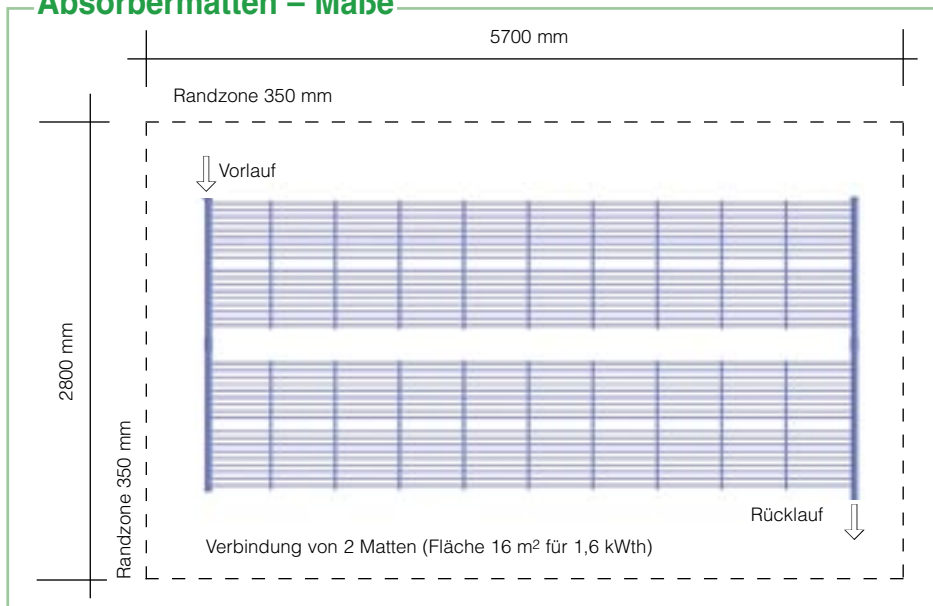 Absorbermatten – Maße
5700 mm
Randzone 350 mm
Vorlauf
2800 mm
Randzone 350 mm
Rücklauf
Verbindung von 2 Matten (Fläche 16 m² für 1,6 kWth)